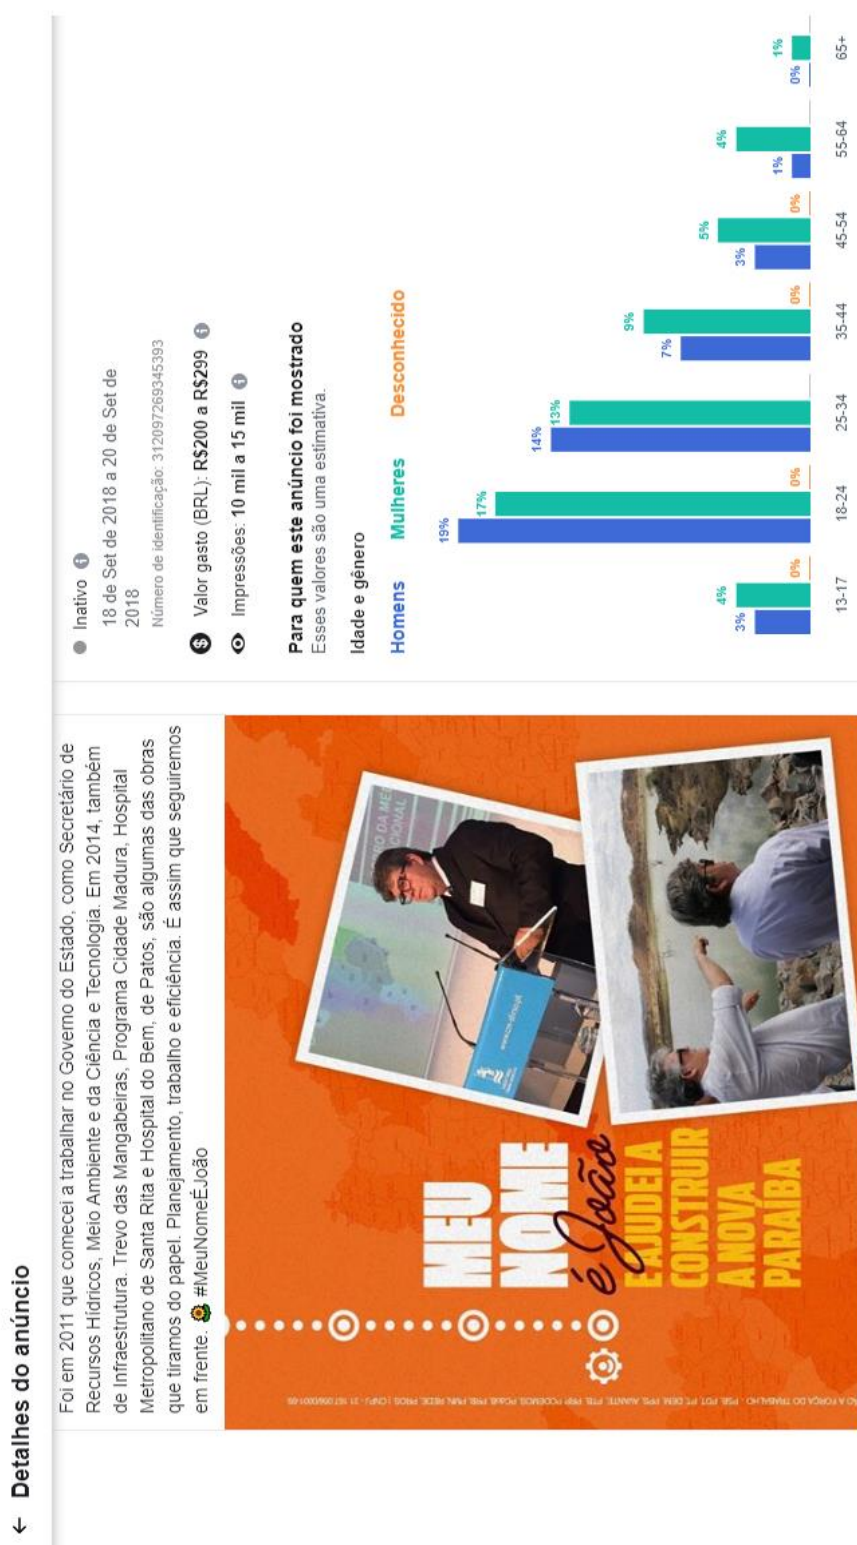 ← Detalhes do anúncio
Foi em 2011 que comecei a trabalhar no Governo do Estado, como Secretário de
Recursos Hídricos, Meio Ambiente e da Ciência e Tecnologia. Em 2014, também
de Infraestrutura. Trevo das Mangabeiras, Programa Cidade Madura, Hospital
Metropolitano de Santa Rita e Hospital do Bem, de Patos, são algumas das obras
que tiramos do papel. Planejamento, trabalho e eficiência. É assim que seguiremos
em frente. 🌻 #MeuNomeÉJoão
MEU
NOME
é João
E AJUDEI A
CONSTRUIR
A NOVA
PARAÍBA
Inativo
18 de Set de 2018 a 20 de Set de
2018
Número de identificação: 312097269345393
Valor gasto (BRL): R$200 a R$299
Impressões: 10 mil a 15 mil
Para quem este anúncio foi mostrado
Esses valores são uma estimativa.
Idade e gênero
Homens Mulheres Desconhecido
3% 4% 0%
19% 17% 0%
14% 13%
7% 9% 0%
3% 5% 0%
1% 4%
0% 1%
13-17 18-24 25-34 35-44 45-54 55-64 65+